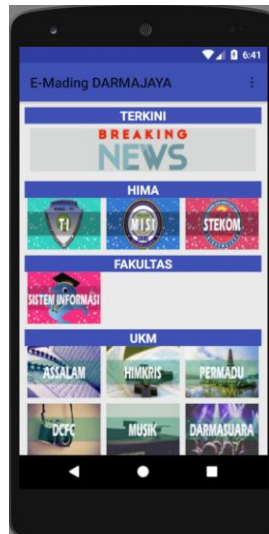 6:41
E-Mading DARMAJAYA
TERKINI
BREAKING
NEWS
HIMA
TI MISI STEKOM
FAKULTAS
SISTEM INFORMASI
UKM
ASSALAM HIMKRIS PERMADU
DCFC MUSIK DARMASUARA